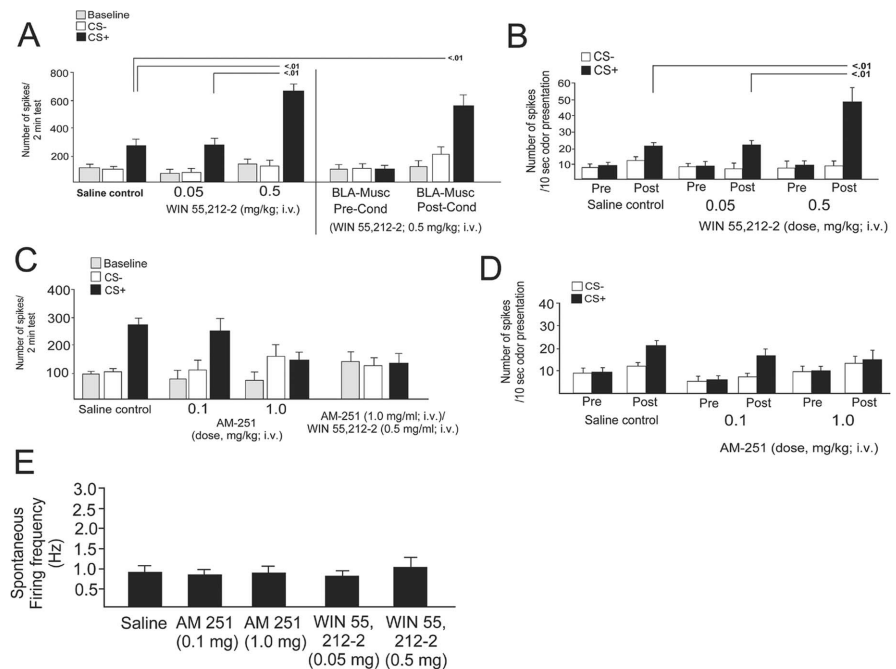 A
Baseline
CS-
CS+
Number of spikes/
2 min test
800
600
400
200
<.01
<.01
<.01
Saline control
0.05
0.5
WIN 55,212-2 (mg/kg; i.v.)
BLA-Musc
Pre-Cond
BLA-Musc
Post-Cond
(WIN 55,212-2; 0.5 mg/kg; i.v.)
B
CS-
CS+
Number of spikes
/10 sec odor presentation
60
50
40
30
20
10
<.01
<.01
Pre
Post
Pre
Post
Pre
Post
Saline control
0.05
0.5
WIN 55,212-2 (dose, mg/kg; i.v.)
C
Baseline
CS-
CS+
Number of spikes/
2 min test
400
300
200
100
Saline control
0.1
1.0
AM-251
(dose, mg/kg; i.v.)
AM-251 (1.0 mg/ml; i.v.)/
WIN 55,212-2 (0.5 mg/ml; i.v.)
D
CS-
CS+
Number of spikes
/10 sec odor presentation
40
30
20
10
Pre
Post
Pre
Post
Pre
Post
Saline control
0.1
1.0
AM-251 (dose, mg/kg; i.v.)
E
Spontaneous
Firing frequency
(Hz)
3.0
2.5
2.0
1.5
1.0
0.5
Saline
AM 251
(0.1 mg)
AM 251
(1.0 mg)
WIN 55,
212-2
(0.05 mg)
WIN 55,
212-2
(0.5 mg)